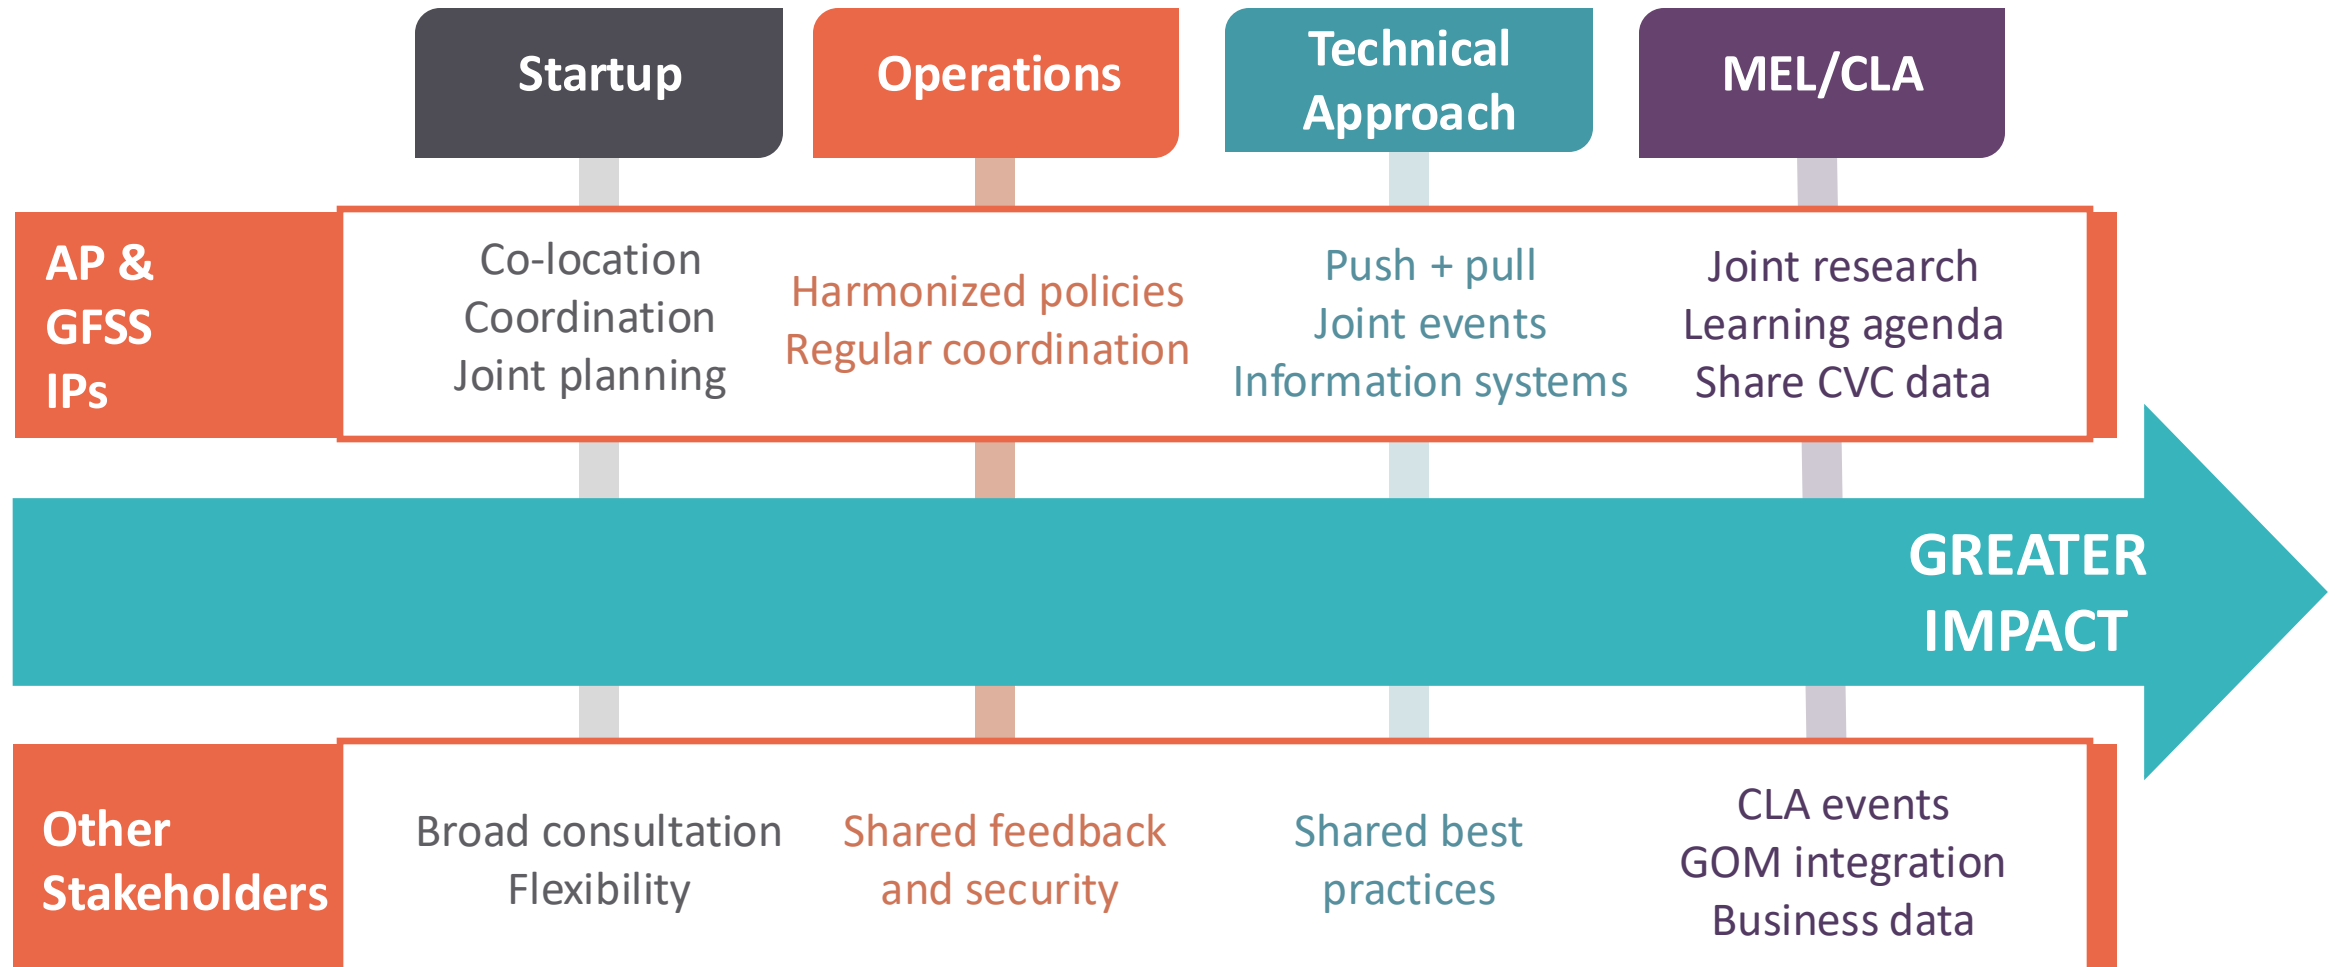 Startup
Operations
Technical
Approach
MEL/CLA
AP &
GFSS
IPs
Co-location
Coordination
Joint planning
Harmonized policies
Regular coordination
Push + pull
Joint events
Information systems
Joint research
Learning agenda
Share CVC data
GREATER
IMPACT
Other
Stakeholders
Broad consultation
Flexibility
Shared feedback
and security
Shared best
practices
CLA events
GOM integration
Business data